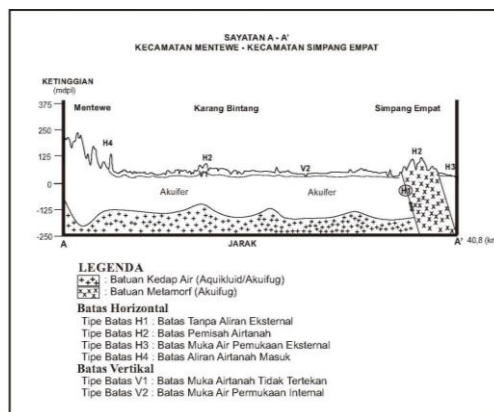 SAYATAN A - A'
KECAMATAN MENTEWE - KECAMATAN SIMPANG EMPAT
KETINGGIAN
(mdpl)
Mentewe Karang Bintang Simpang Empat
375
250
125
0
-125
-250
H4 H2 V2 H2 H3
Akuifer Akuifer
A JARAK A' 40,8 (km
LEGENDA
: Batuan Kedap Air (Aquikluid/Akuifug)
: Batuan Metamorf (Akuifug)
Batas Horizontal
Tipe Batas H1 : Batas Tanpa Aliran Eksternal
Tipe Batas H2 : Batas Pemisah Airtanah
Tipe Batas H3 : Batas Muka Air Pemukaan Eksternal
Tipe Batas H4 : Batas Aliran Airtanah Masuk
Batas Vertikal
Tipe Batas V1 : Batas Muka Airtanah Tidak Tertekan
Tipe Batas V2 : Batas Muka Air Permukaan Internal